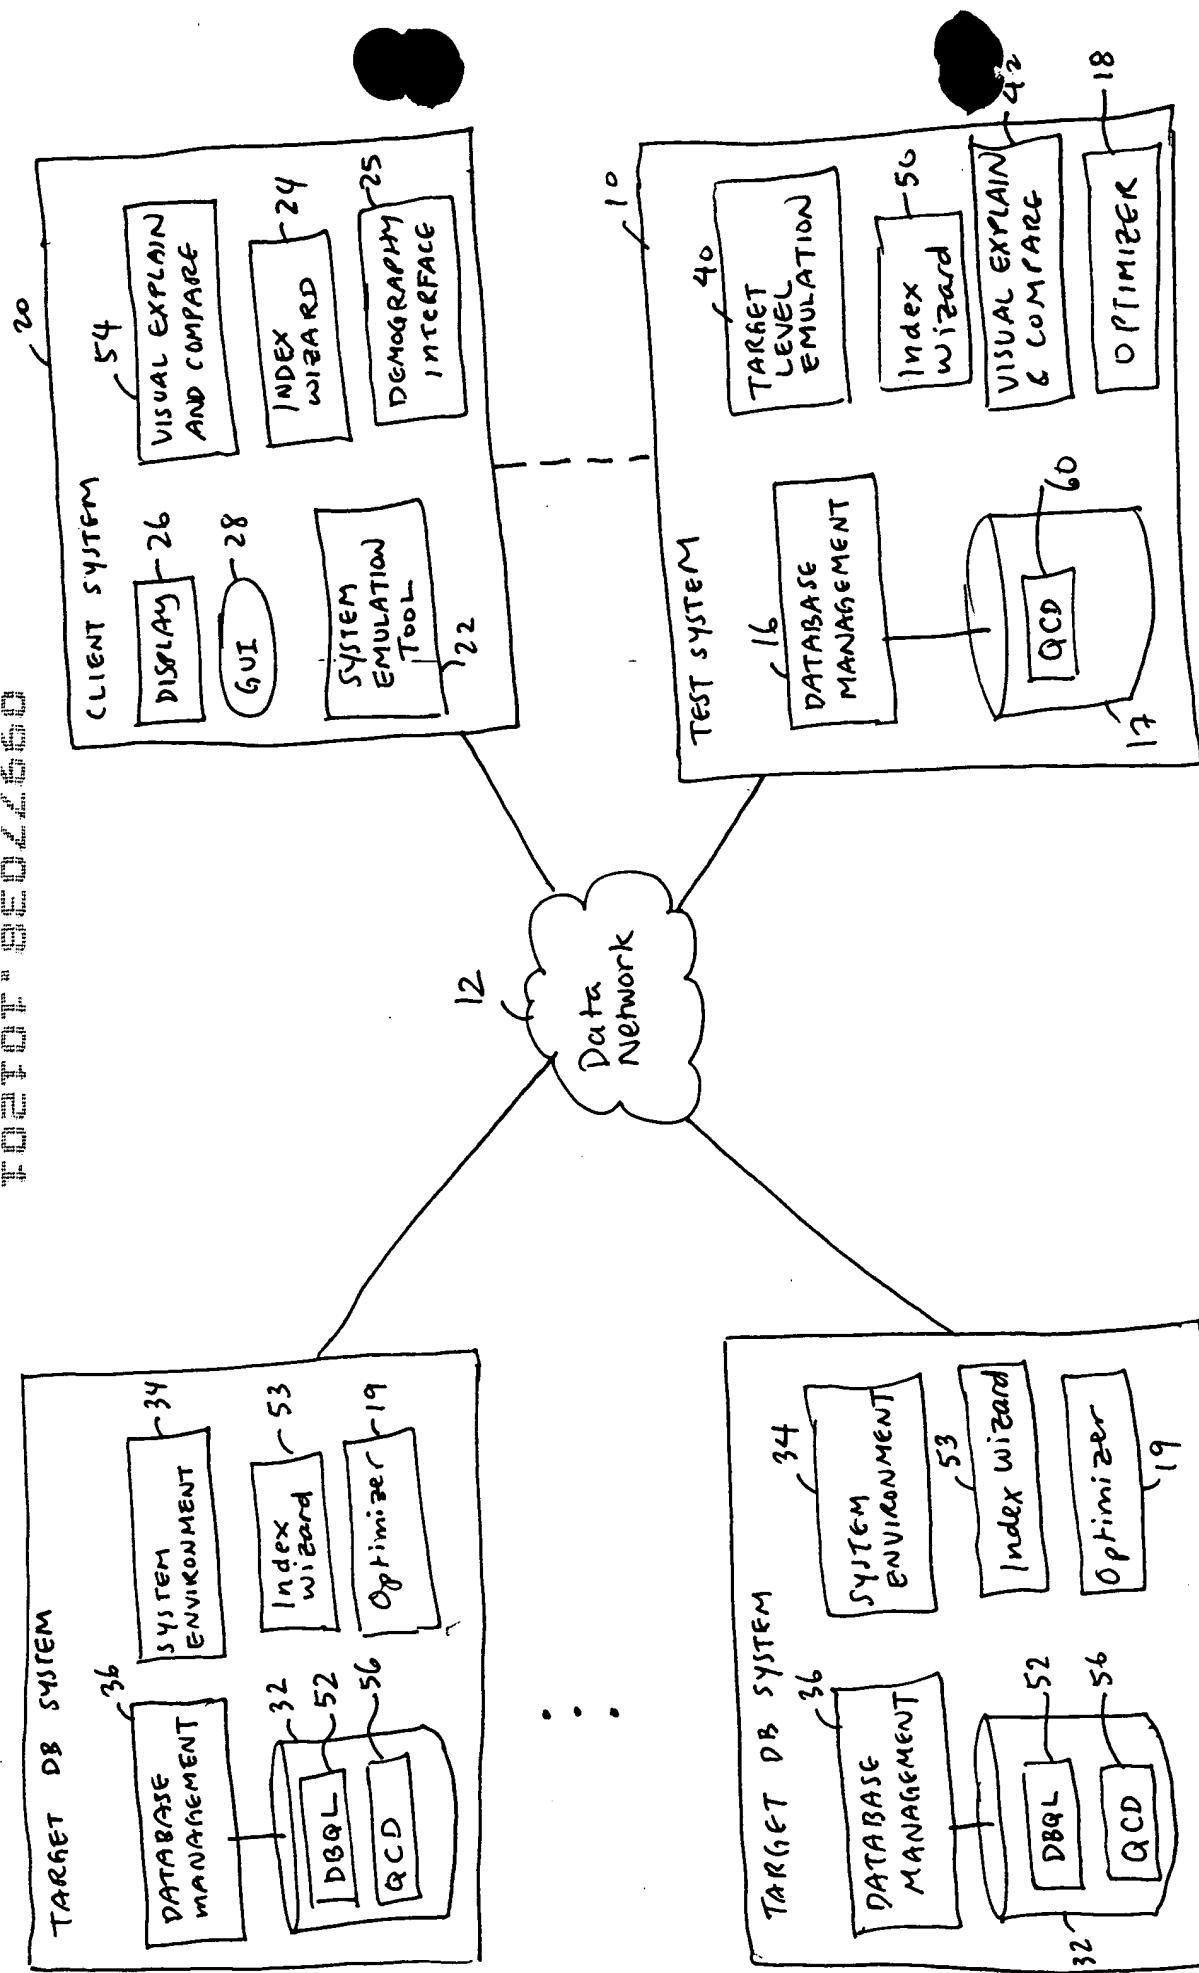 TARGET DB SYSTEM
36
DATABASE
MANAGEMENT
34
SYSTEM
ENVIRONMENT
32
DBQL
52
QCD
56
Index
Wizard
53
Optimizer
19
TARGET DB SYSTEM
36
DATABASE
MANAGEMENT
34
SYSTEM
ENVIRONMENT
53
Index Wizard
DBQL
52
QCD
56
32
Optimizer
19
12
Data
Network
20
CLIENT SYSTEM
DISPLAY
26
GUI
28
SYSTEM
EMULATION
TOOL
22
54
VISUAL EXPLAIN
AND COMPARE
INDEX
WIZARD
24
DEMOGRAPHY
INTERFACE
25
10
TEST SYSTEM
16
DATABASE
MANAGEMENT
QCD
60
17
40
TARGET
LEVEL
EMULATION
Index
Wizard
50
VISUAL EXPLAIN
& COMPARE
42
OPTIMIZER
18
09977038.101201